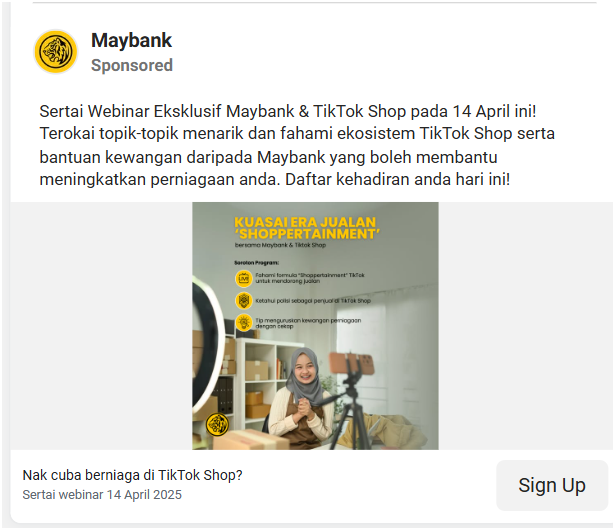 Maybank
Sponsored
Sertai Webinar Eksklusif Maybank & TikTok Shop pada 14 April ini!
Terokai topik-topik menarik dan fahami ekosistem TikTok Shop serta
bantuan kewangan daripada Maybank yang boleh membantu
meningkatkan perniagaan anda. Daftar kehadiran anda hari ini!
KUASAI ERA JUALAN
'SHOPPERTAINMENT'
bersama Maybank & Tiktok Shop
Sorotan Program:
LIVE
Fahami formula "Shoppertainment" TikTok
untuk mendorong jualan
Ketahui polisi sebagai penjual di TikTok Shop
Tip menguruskan kewangan perniagaan
dengan cekap
Nak cuba berniaga di TikTok Shop?
Sertai webinar 14 April 2025
Sign Up